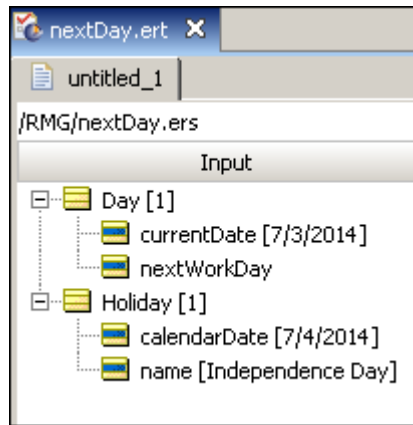 nextDay.ert
untitled_1
/RMG/nextDay.ers
Input
Day [1]
currentDate [7/3/2014]
nextWorkDay
Holiday [1]
calendarDate [7/4/2014]
name [Independence Day]